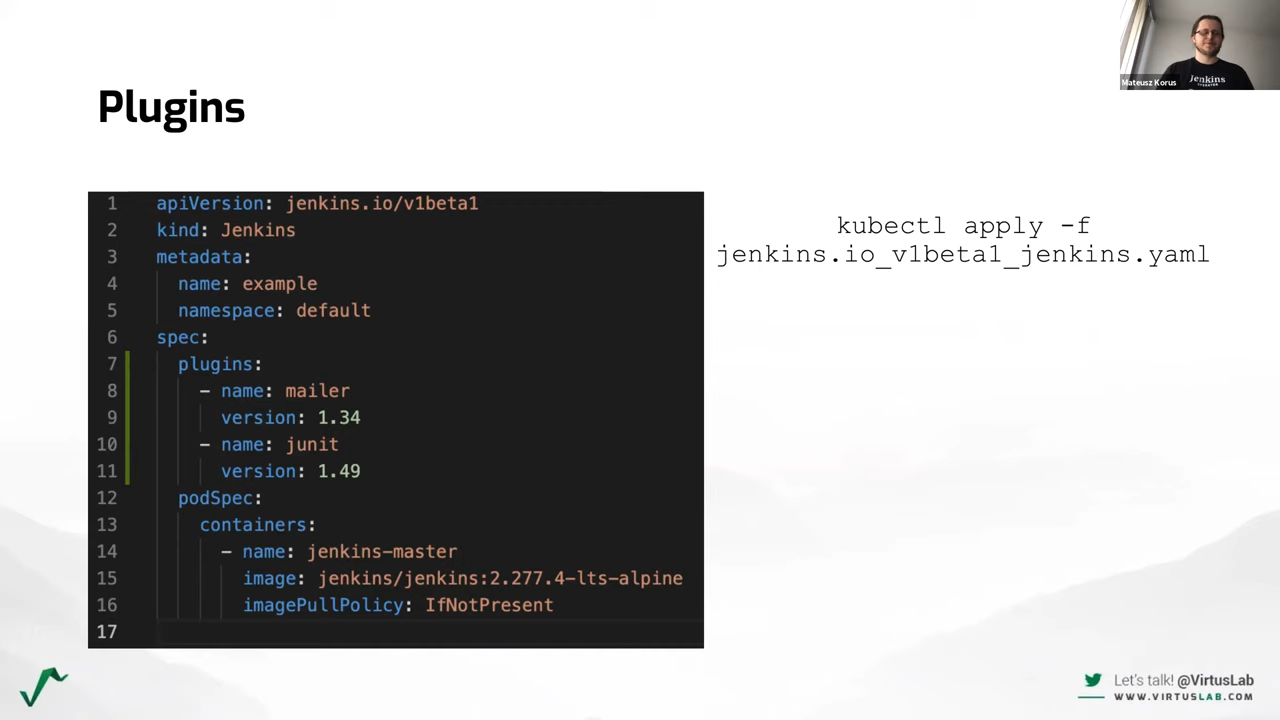 Mateusz Korus
Jenkins
Plugins
1 apiVersion: jenkins.io/v1beta1
2 kind: Jenkins
3 metadata:
4 name: example
5 namespace: default
6 spec:
7 plugins:
8 - name: mailer
9 version: 1.34
10 - name: junit
11 version: 1.49
12 podSpec:
13 containers:
14 - name: jenkins-master
15 image: jenkins/jenkins:2.277.4-lts-alpine
16 imagePullPolicy: IfNotPresent
17
kubectl apply -f
jenkins.io_v1beta1_jenkins.yaml
Let's talk! @VirtusLab
WWW.VIRTUSLAB.COM